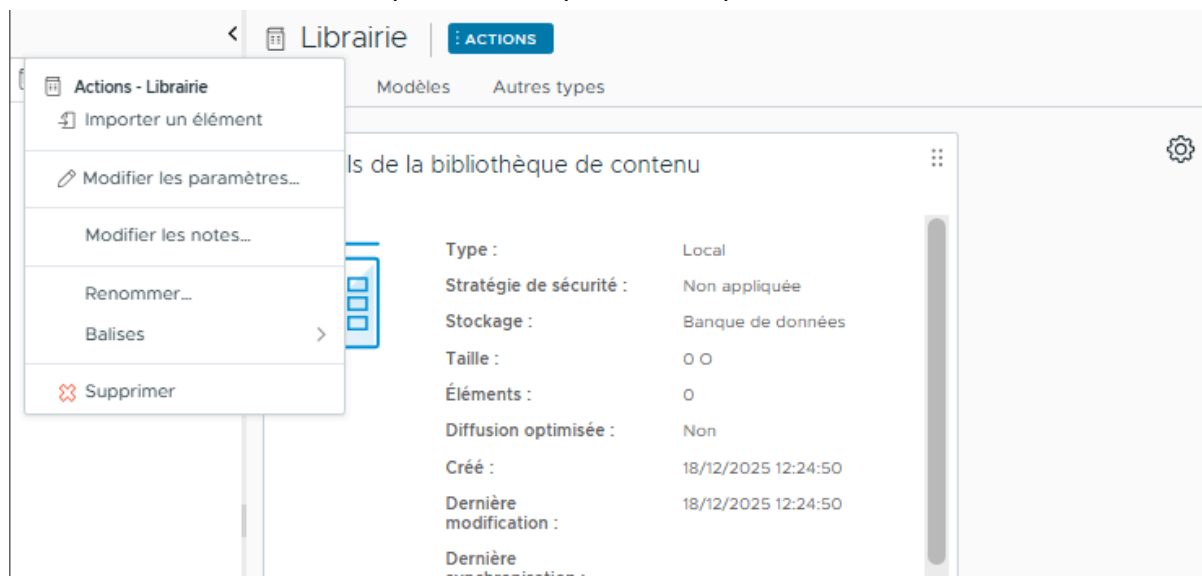 Librairie
ACTIONS
Actions - Librairie
Modèles
Autres types
Importer un élément
ls de la bibliothèque de contenu
Modifier les paramètres...
Modifier les notes...
Type :
Local
Stratégie de sécurité :
Non appliquée
Renommer...
Stockage :
Banque de données
Balises
Taille :
0 O
Supprimer
Éléments :
0
Diffusion optimisée :
Non
Créé :
18/12/2025 12:24:50
Dernière
modification :
18/12/2025 12:24:50
Dernière